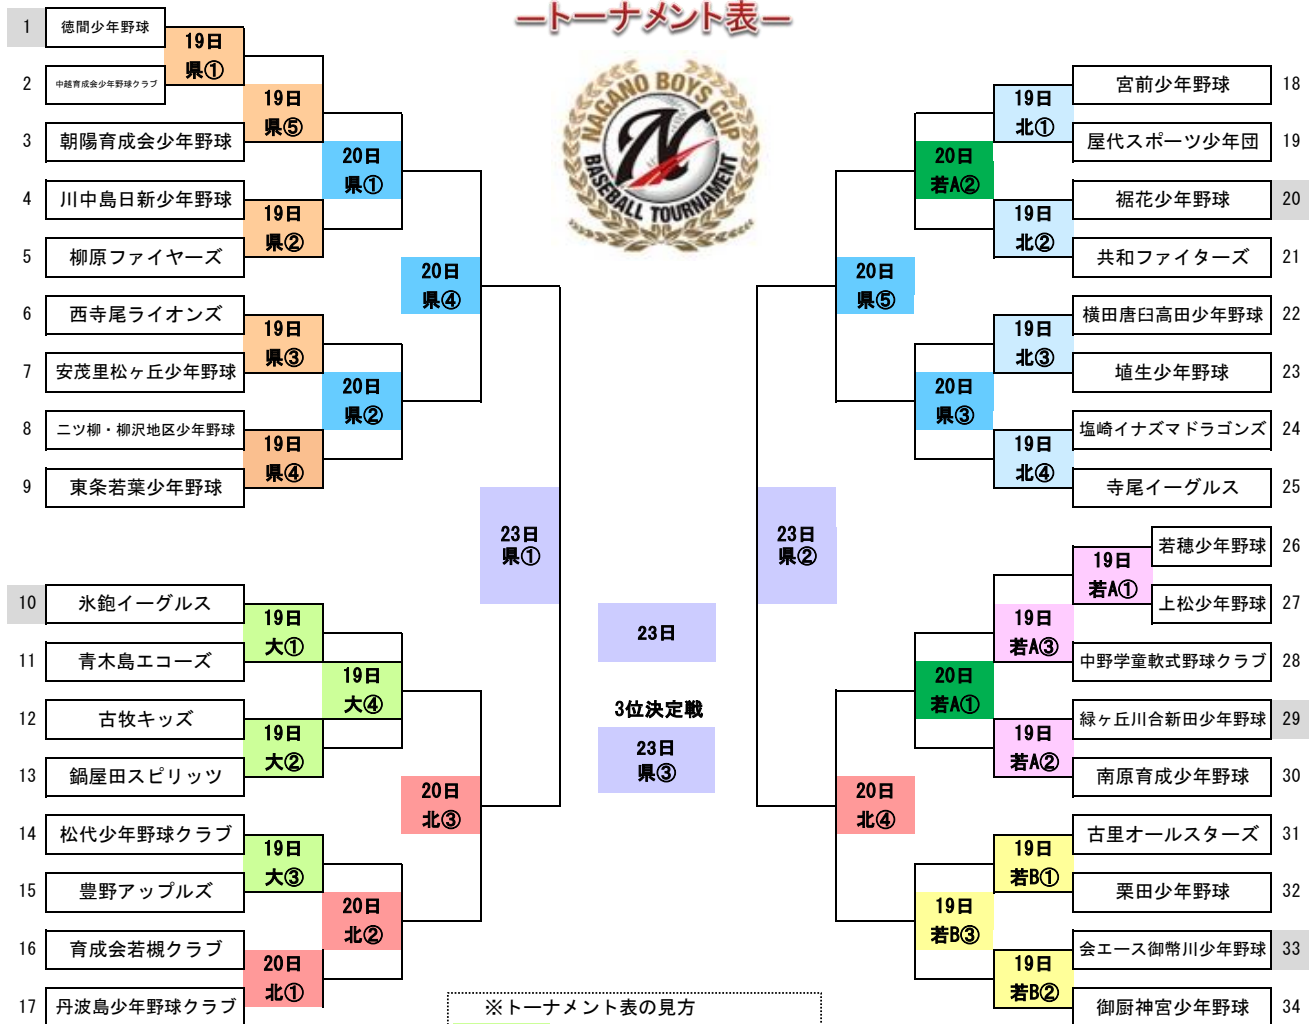 ートーナメント表ー
NAGANO BOYS CUP
N
BASEBALL TOURNAMENT
1 徳間少年野球
2 中越育成会少年野球クラブ
3 朝陽育成会少年野球
4 川中島日新少年野球
5 柳原ファイヤーズ
6 西寺尾ライオンズ
7 安茂里松ヶ丘少年野球
8 二ツ柳・柳沢地区少年野球
9 東条若葉少年野球
10 氷鉋イーグルス
11 青木島エコーズ
12 古牧キッズ
13 鍋屋田スピリッツ
14 松代少年野球クラブ
15 豊野アップルズ
16 育成会若槻クラブ
17 丹波島少年野球クラブ
19日
県①
19日
県⑤
19日
県②
19日
県③
19日
県④
20日
県①
20日
県②
20日
県④
19日
大①
19日
大②
19日
大④
19日
大③
20日
北①
20日
北②
20日
北③
23日
県①
23日
3位決定戦
23日
県③
23日
県②
20日
県⑤
20日
若A②
20日
県③
19日
北①
19日
北②
19日
北③
19日
北④
20日
北④
20日
若A①
19日
若A①
19日
若A③
19日
若A②
19日
若B③
19日
若B①
19日
若B②
宮前少年野球 18
屋代スポーツ少年団 19
裾花少年野球 20
共和ファイターズ 21
横田唐臼高田少年野球 22
埴生少年野球 23
塩崎イナズマドラゴンズ 24
寺尾イーグルス 25
若穂少年野球 26
上松少年野球 27
中野学童軟式野球クラブ 28
緑ヶ丘川合新田少年野球 29
南原育成少年野球 30
古里オールスターズ 31
栗田少年野球 32
会エース御幣川少年野球 33
御厨神宮少年野球 34
※トーナメント表の見方